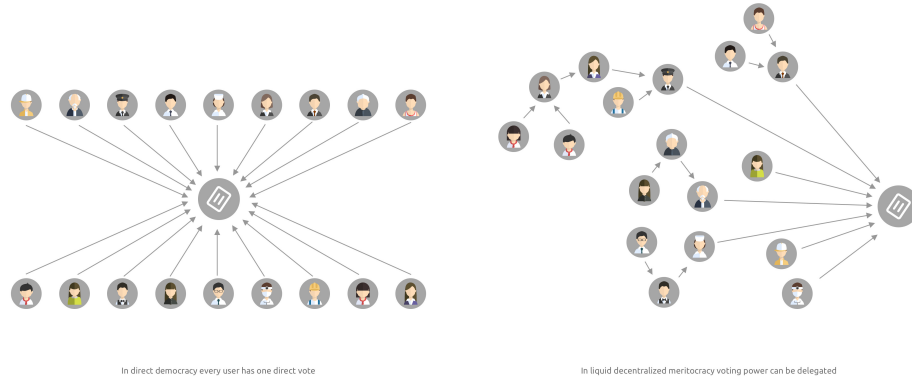 In direct democracy every user has one direct vote
In liquid decentralized meritocracy voting power can be delegated